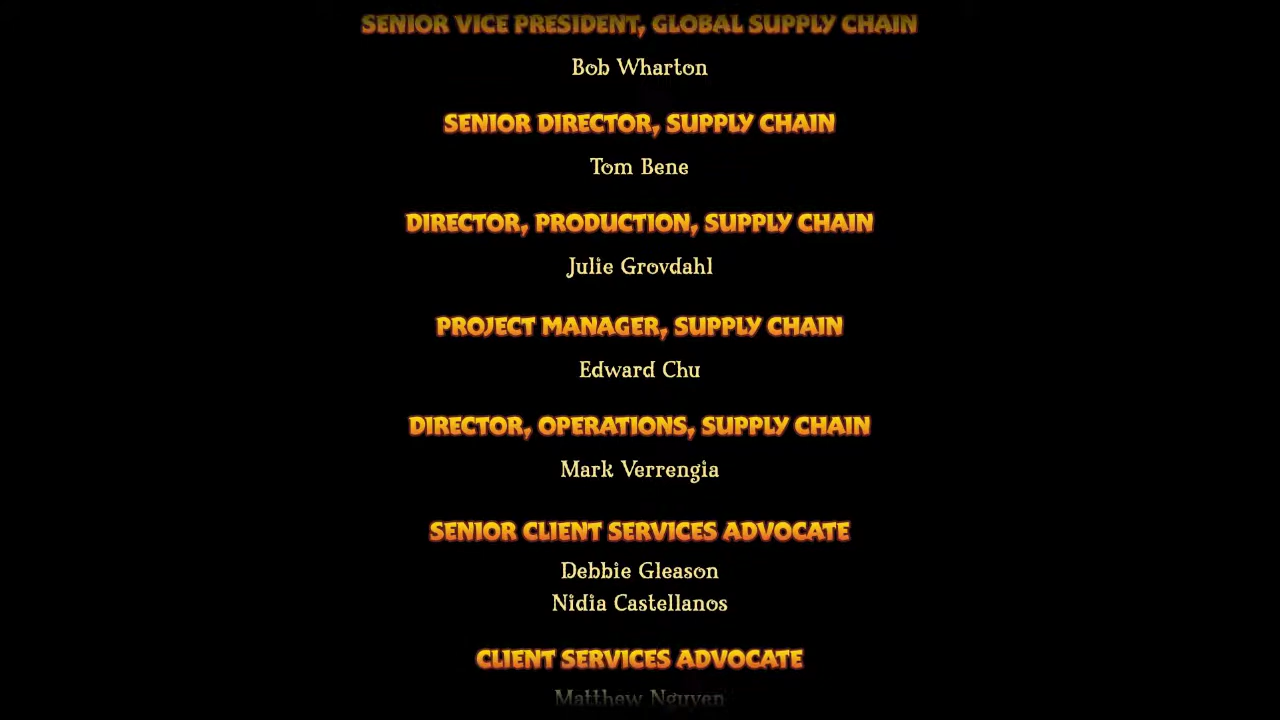 SENIOR VICE PRESIDENT, GLOBAL SUPPLY CHAIN
Bob Wharton
SENIOR DIRECTOR, SUPPLY CHAIN
Tom Bene
DIRECTOR, PRODUCTION, SUPPLY CHAIN
Julie Grovdahl
PROJECT MANAGER, SUPPLY CHAIN
Edward Chu
DIRECTOR, OPERATIONS, SUPPLY CHAIN
Mark Verrengia
SENIOR CLIENT SERVICES ADVOCATE
Debbie Gleason
Nidia Castellanos
CLIENT SERVICES ADVOCATE
Matthew Nguyen